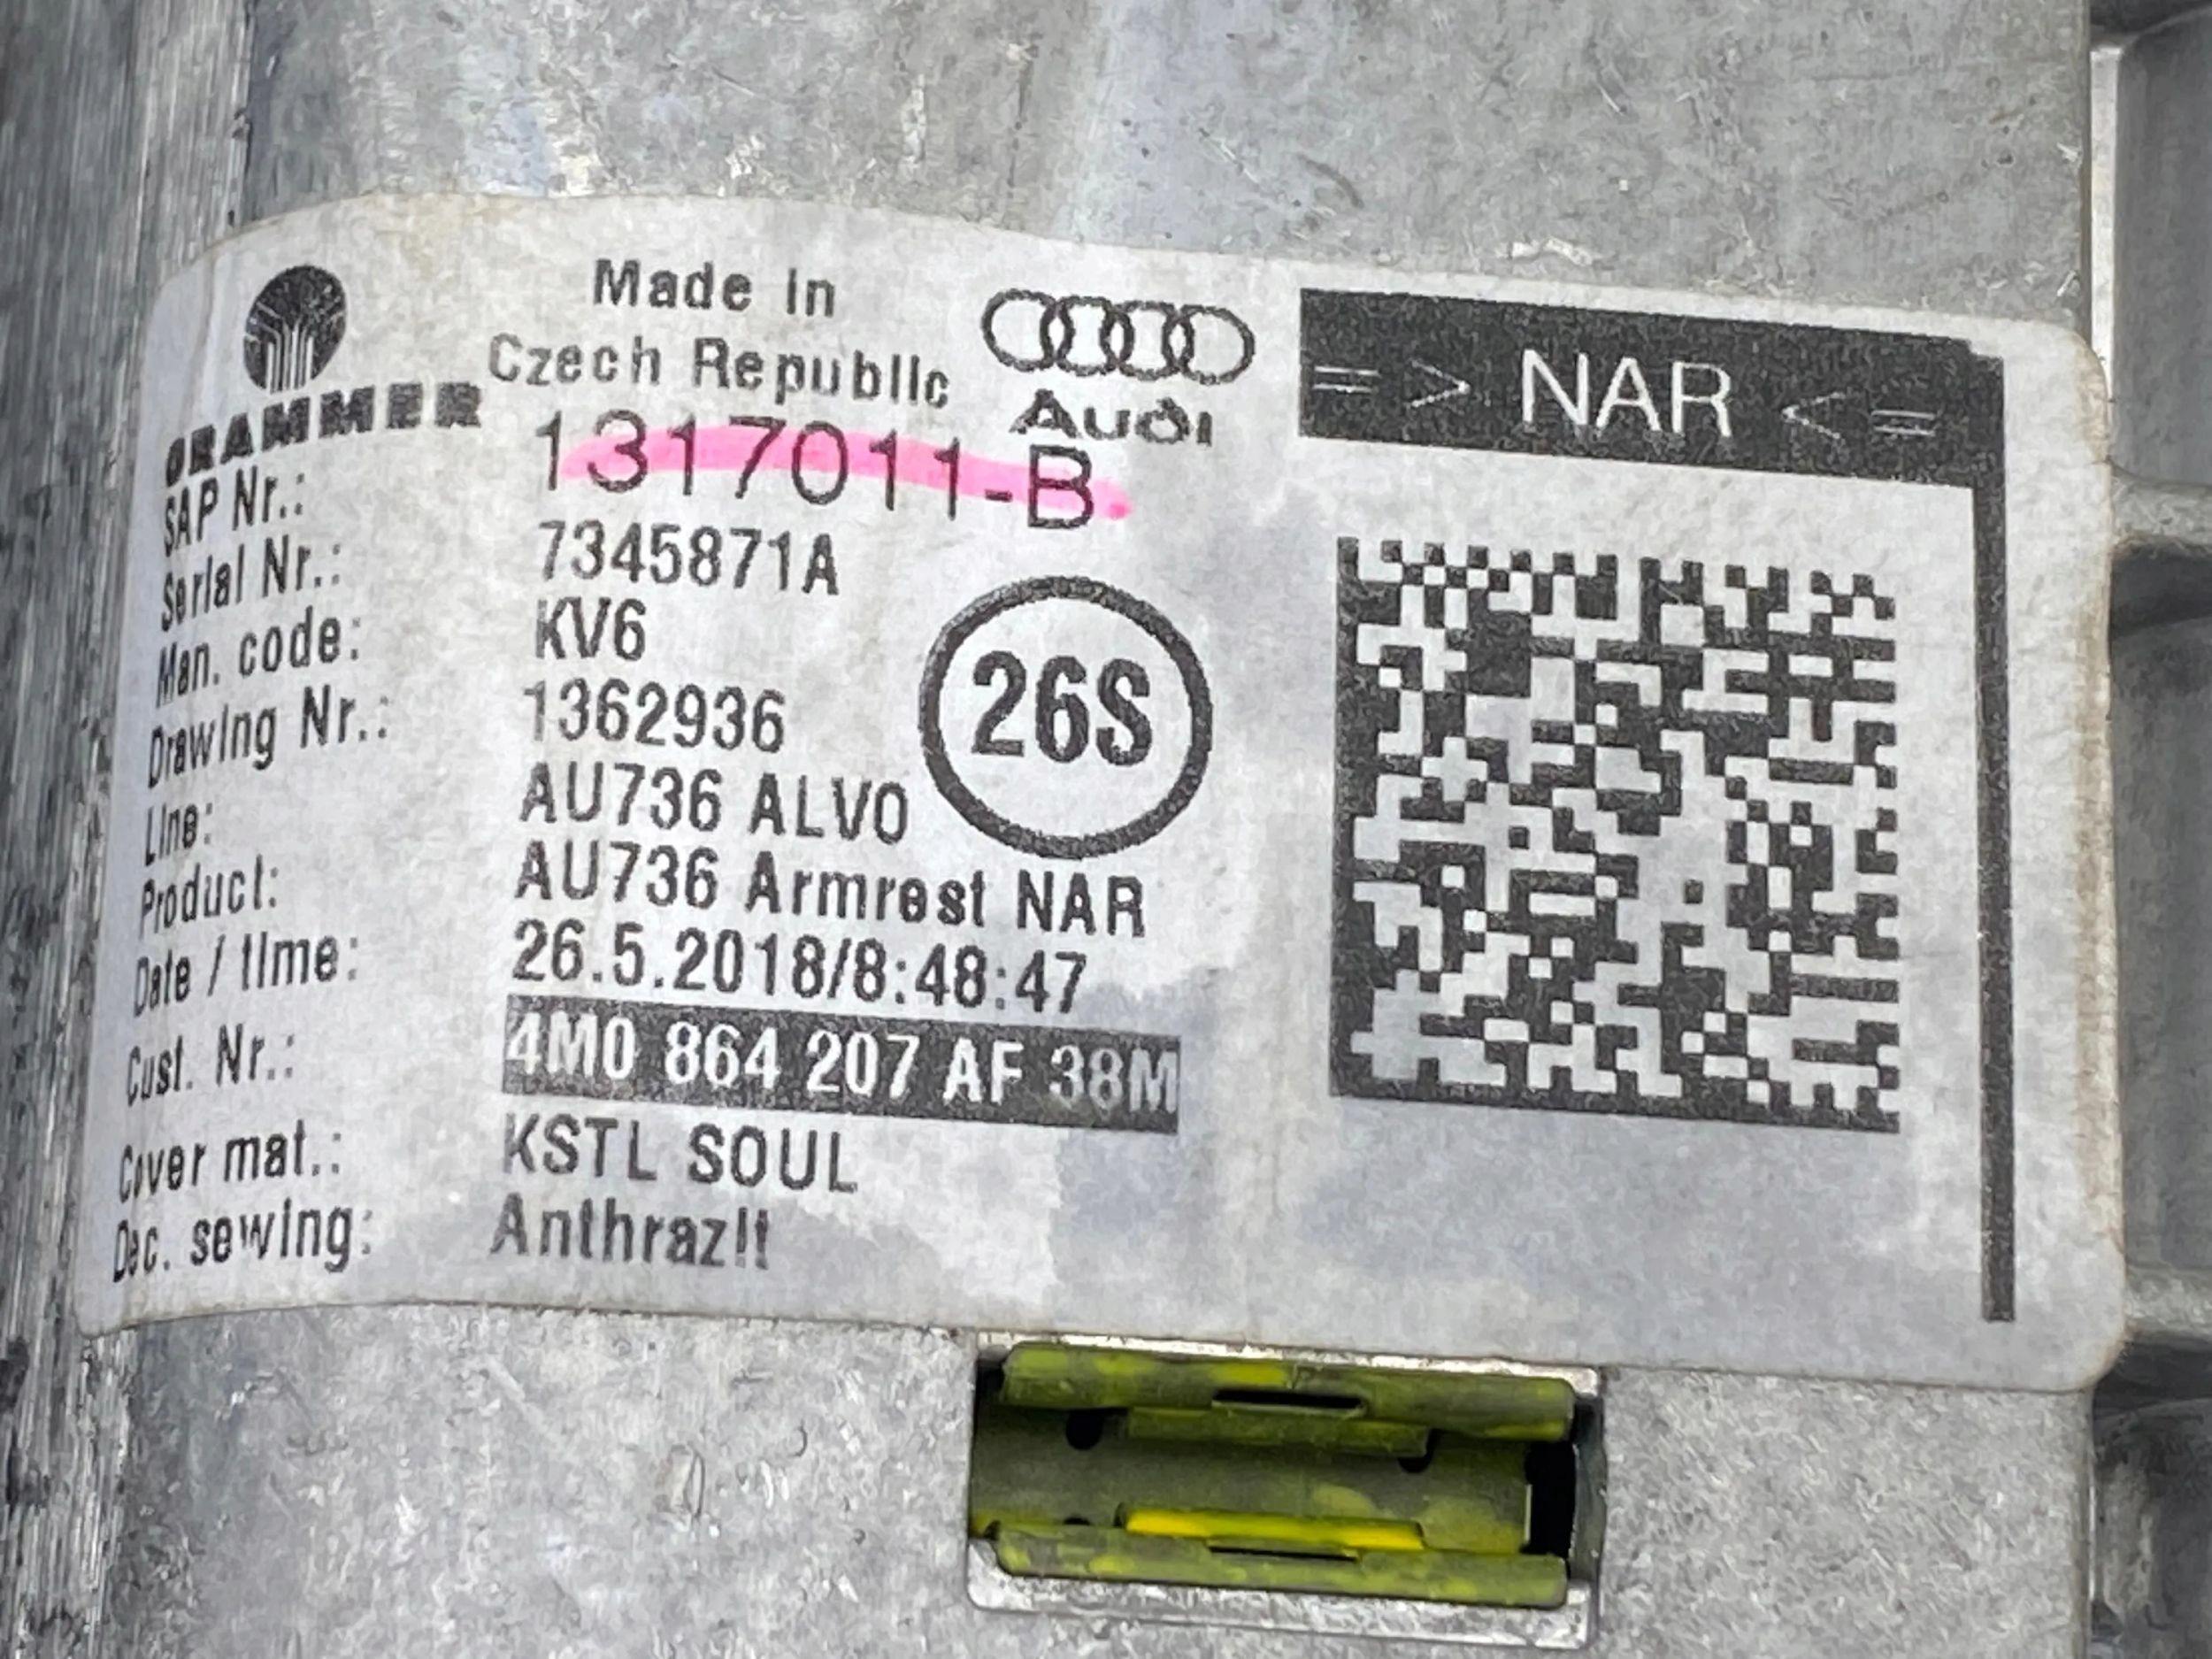 Made in
Czech Republic
GRAMMER
Audi
= > NAR < =
SAP Nr.: 1317011-B
Serial Nr.: 7345871A
Man. code: KV6
26S
Drawing Nr.: 1362936
Line: AU736 ALV0
Product: AU736 Armrest NAR
Date / time: 26.5.2018/8:48:47
Cust. Nr.: 4M0 864 207 AF 38M
Cover mat.: KSTL SOUL
Dec. sewing: Anthrazit